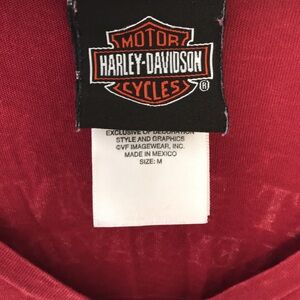 MOTOR
HARLEY-DAVIDSON
CYCLES
®
EXCLUSIVE OF DECORATION
STYLE AND GRAPHICS
©VF IMAGEWEAR, INC.
MADE IN MEXICO
SIZE: M